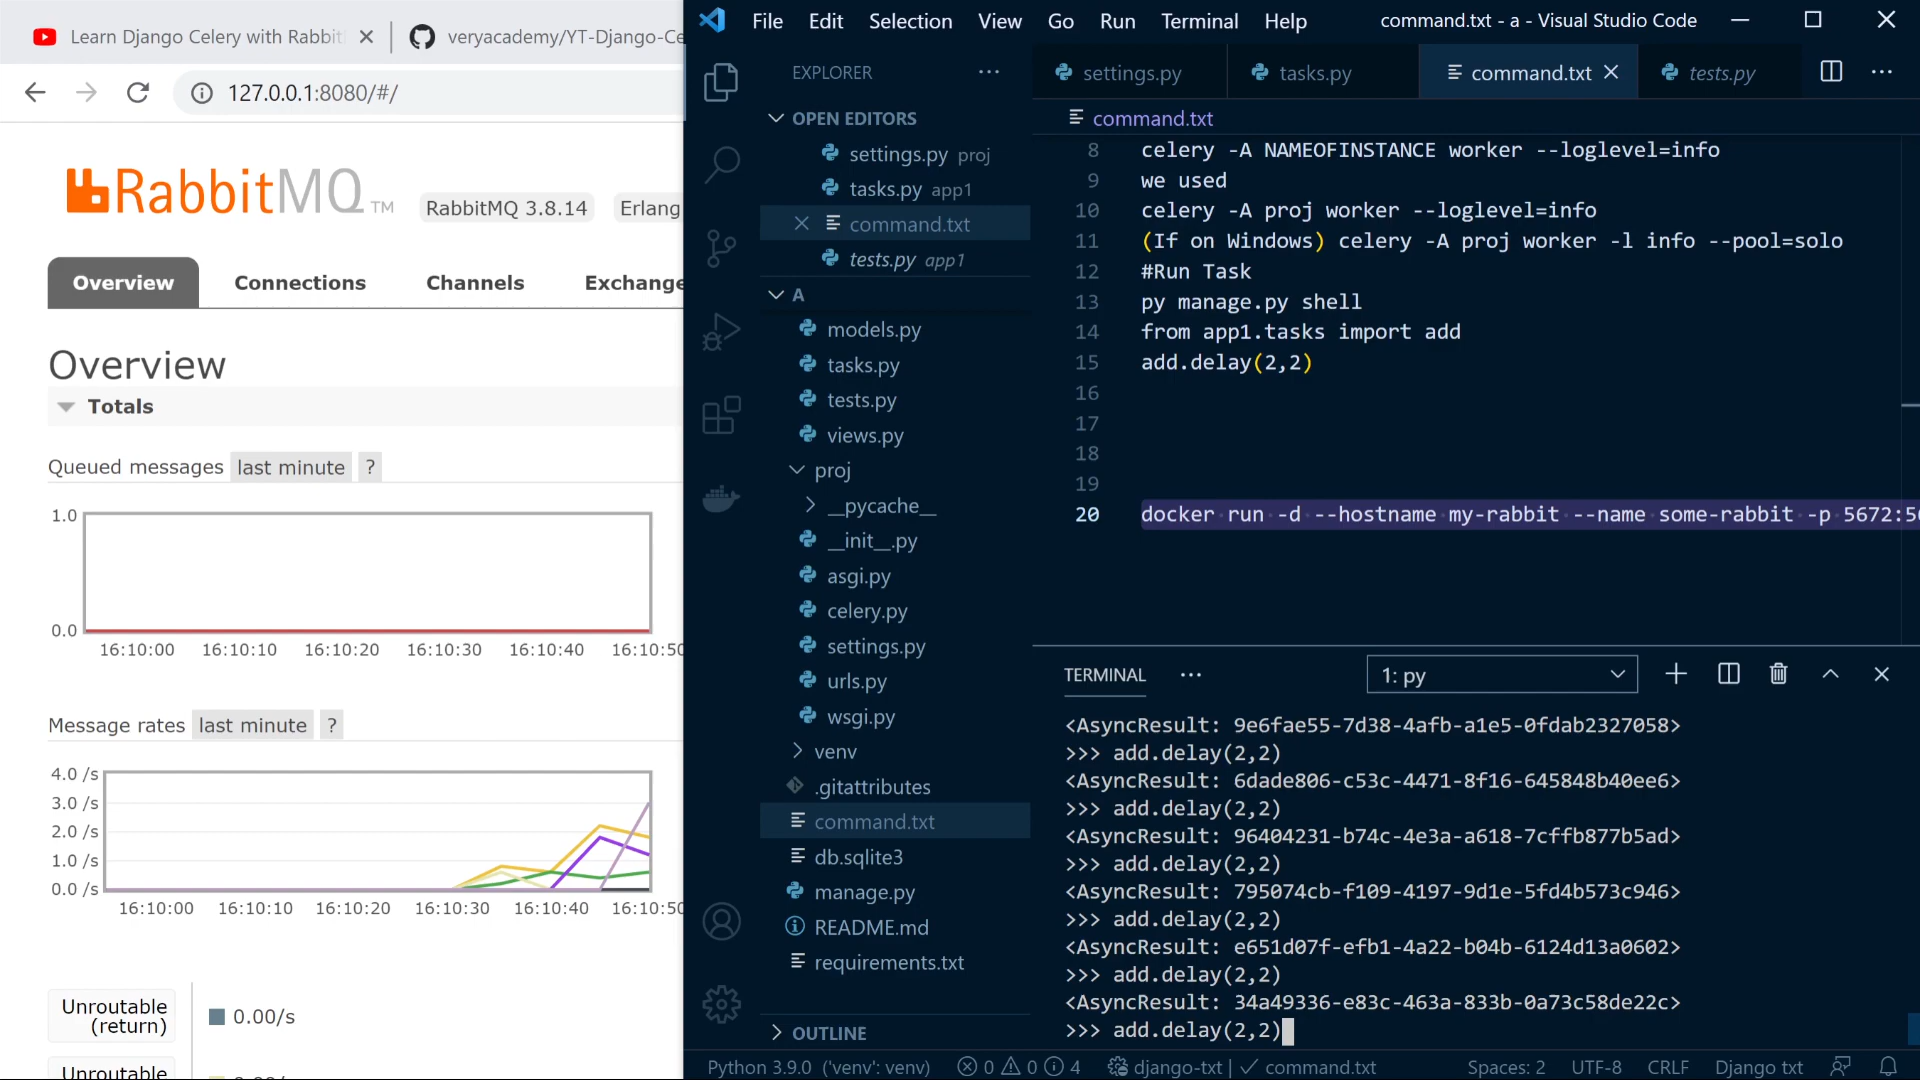 Learn Django Celery with Rabbit
veryacademy/YT-Django-Ce
127.0.0.1:8080/#/
RabbitMQ TM
RabbitMQ 3.8.14
Erlang
Overview
Connections
Channels
Exchange
Overview
Totals
Queued messages last minute ?
1.0
0.0
16:10:00 16:10:10 16:10:20 16:10:30 16:10:40 16:10:50
Message rates last minute ?
4.0 /s
3.0 /s
2.0 /s
1.0 /s
0.0 /s
16:10:00 16:10:10 16:10:20 16:10:30 16:10:40 16:10:50
Unroutable
(return)
0.00/s
Unroutable
File Edit Selection View Go Run Terminal Help
command.txt - a - Visual Studio Code
EXPLORER
OPEN EDITORS
settings.py proj
tasks.py app1
command.txt
tests.py app1
A
models.py
tasks.py
tests.py
views.py
proj
__pycache__
__init__.py
asgi.py
celery.py
settings.py
urls.py
wsgi.py
venv
.gitattributes
command.txt
db.sqlite3
manage.py
README.md
requirements.txt
OUTLINE
settings.py
tasks.py
command.txt
tests.py
command.txt
8 celery -A NAMEOFINSTANCE worker --loglevel=info
9 we used
10 celery -A proj worker --loglevel=info
11 (If on Windows) celery -A proj worker -l info --pool=solo
12 #Run Task
13 py manage.py shell
14 from app1.tasks import add
15 add.delay(2,2)
16
17
18
19
20 docker run -d --hostname my-rabbit --name some-rabbit -p 5672:5
TERMINAL
1: py
<AsyncResult: 9e6fae55-7d38-4afb-a1e5-0fdab2327058>
>>> add.delay(2,2)
<AsyncResult: 6dade806-c53c-4471-8f16-645848b40ee6>
>>> add.delay(2,2)
<AsyncResult: 96404231-b74c-4e3a-a618-7cffb877b5ad>
>>> add.delay(2,2)
<AsyncResult: 795074cb-f109-4197-9d1e-5fd4b573c946>
>>> add.delay(2,2)
<AsyncResult: e651d07f-efb1-4a22-b04b-6124d13a0602>
>>> add.delay(2,2)
<AsyncResult: 34a49336-e83c-463a-833b-0a73c58de22c>
>>> add.delay(2,2)
Python 3.9.0 ('venv': venv) 0 0 4 django-txt | command.txt Spaces: 2 UTF-8 CRLF Django txt